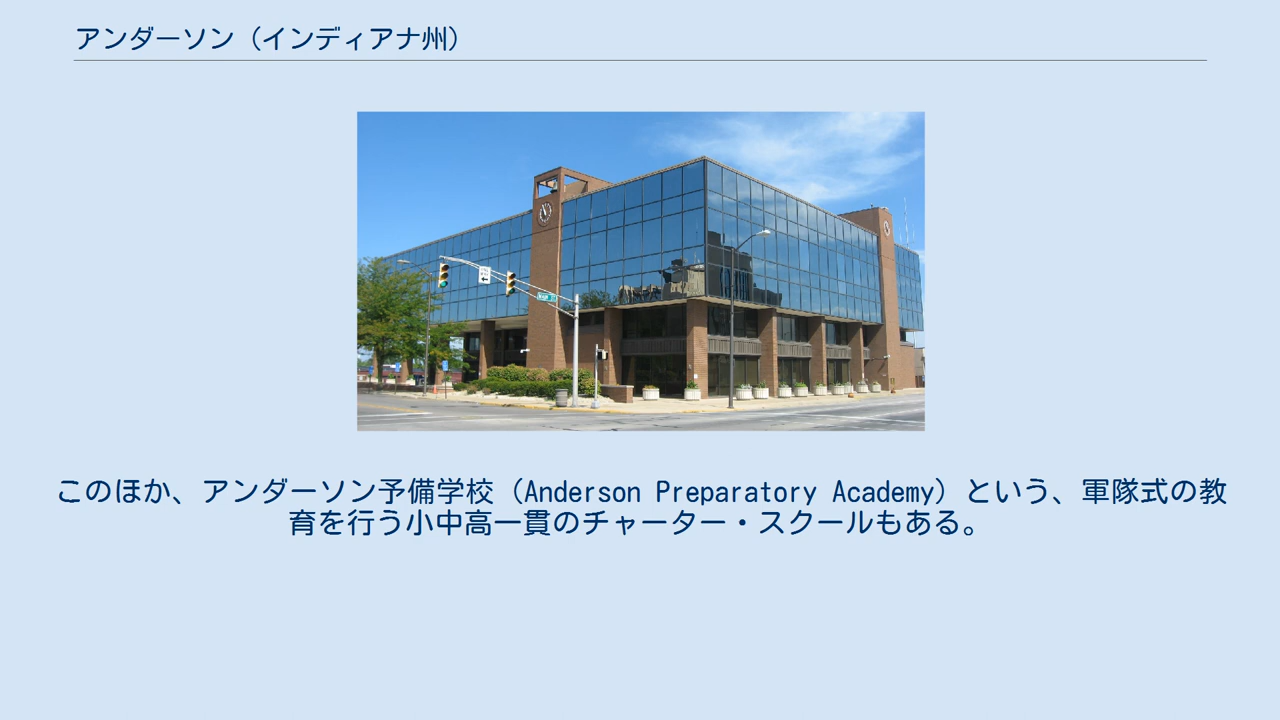 アンダーソン（インディアナ州）
このほか、アンダーソン予備学校（Anderson Preparatory Academy）という、軍隊式の教
育を行う小中高一貫のチャーター・スクールもある。